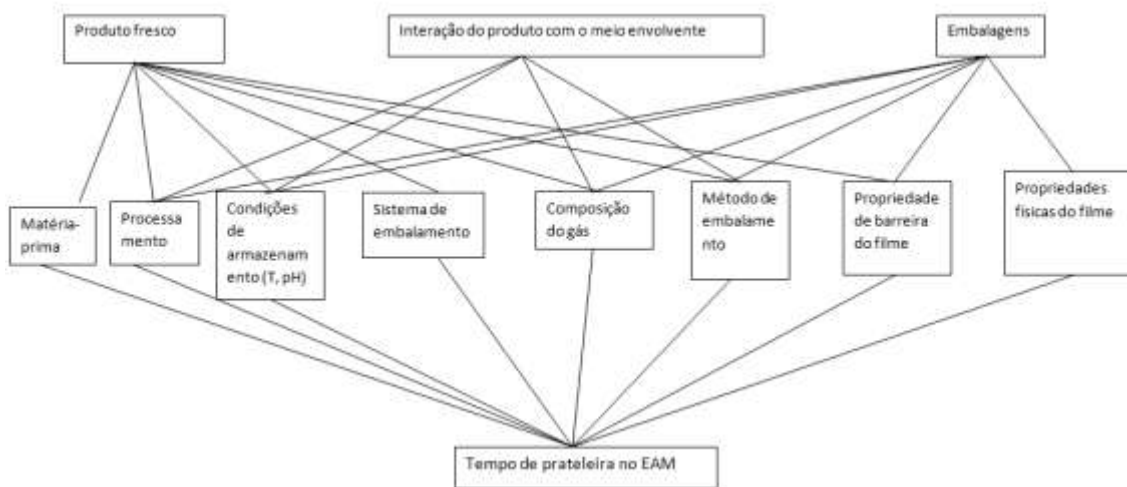 Produto fresco
Interação do produto com o meio envolvente
Embalagens
Matéria-
prima
Processa
mento
Condições
de
armazenam
ento (T, pH)
Sistema de
embalamento
Composição
do gás
Método de
embalame
nto
Propriedade
de barreira
do filme
Propriedades
físicas do filme
Tempo de prateleira no EAM